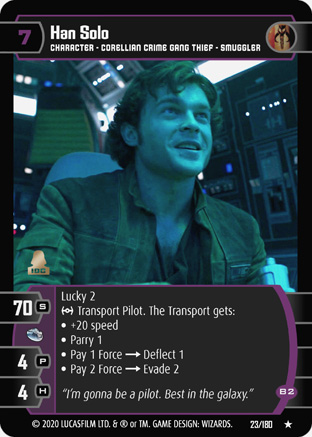 7
Han Solo
CHARACTER - CORELLIAN CRIME GANG THIEF - SMUGGLER
70 S
4 P
4 H
Lucky 2
Transport Pilot. The Transport gets:
• +20 speed
• Parry 1
• Pay 1 Force → Deflect 1
• Pay 2 Force → Evade 2
"I'm gonna be a pilot. Best in the galaxy."
B2
© 2020 LUCASFILM LTD. & ® or TM. GAME DESIGN: WIZARDS.
23/180